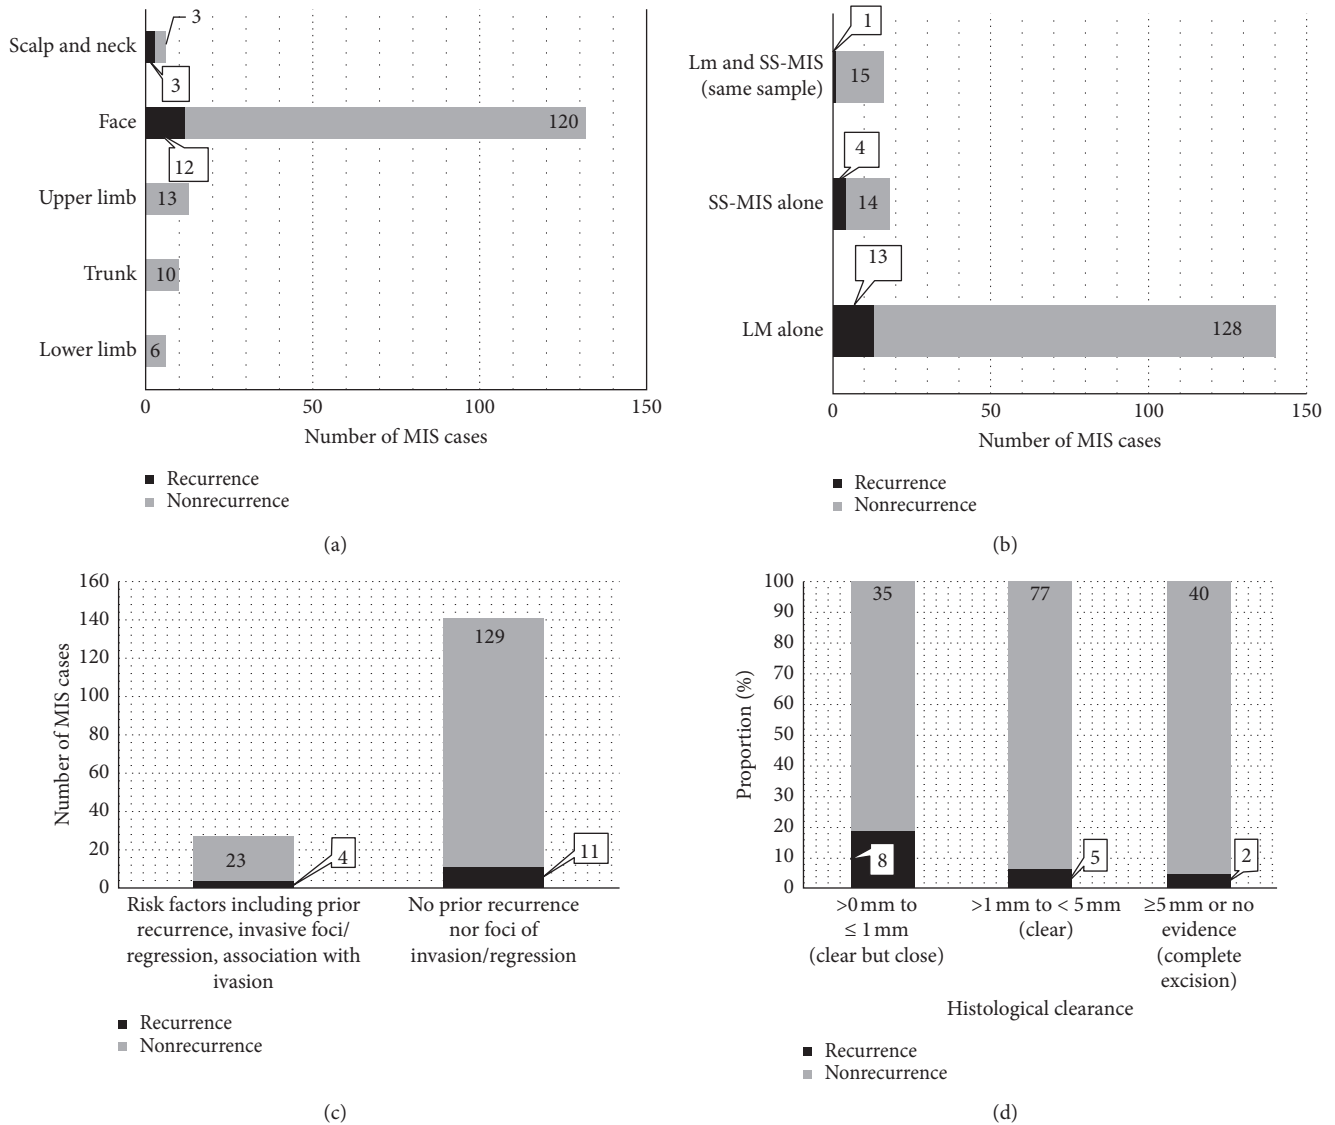 3
Scalp and neck
3
Face
120
12
Upper limb
13
Trunk
10
Lower limb
6
0 50 100 150
Number of MIS cases
Recurrence
Nonrecurrence
(a)
1
Lm and SS-MIS
(same sample)
15
4
SS-MIS alone
14
13
LM alone
128
0 50 100 150
Number of MIS cases
Recurrence
Nonrecurrence
(b)
160
140
120
100
80
60
40
20
0
Number of MIS cases
23
4
129
11
Risk factors including prior
recurrence, invasive foci/
regression, association with
ivasion
No prior recurrence
nor foci of
invasion/regression
Recurrence
Nonrecurrence
(c)
100
90
80
70
60
50
40
30
20
10
0
Proportion (%)
35
8
77
5
40
2
>0 mm to
≤ 1 mm
(clear but close)
>1 mm to < 5 mm
(clear)
≥5 mm or no
evidence
(complete
excision)
Histological clearance
Recurrence
Nonrecurrence
(d)